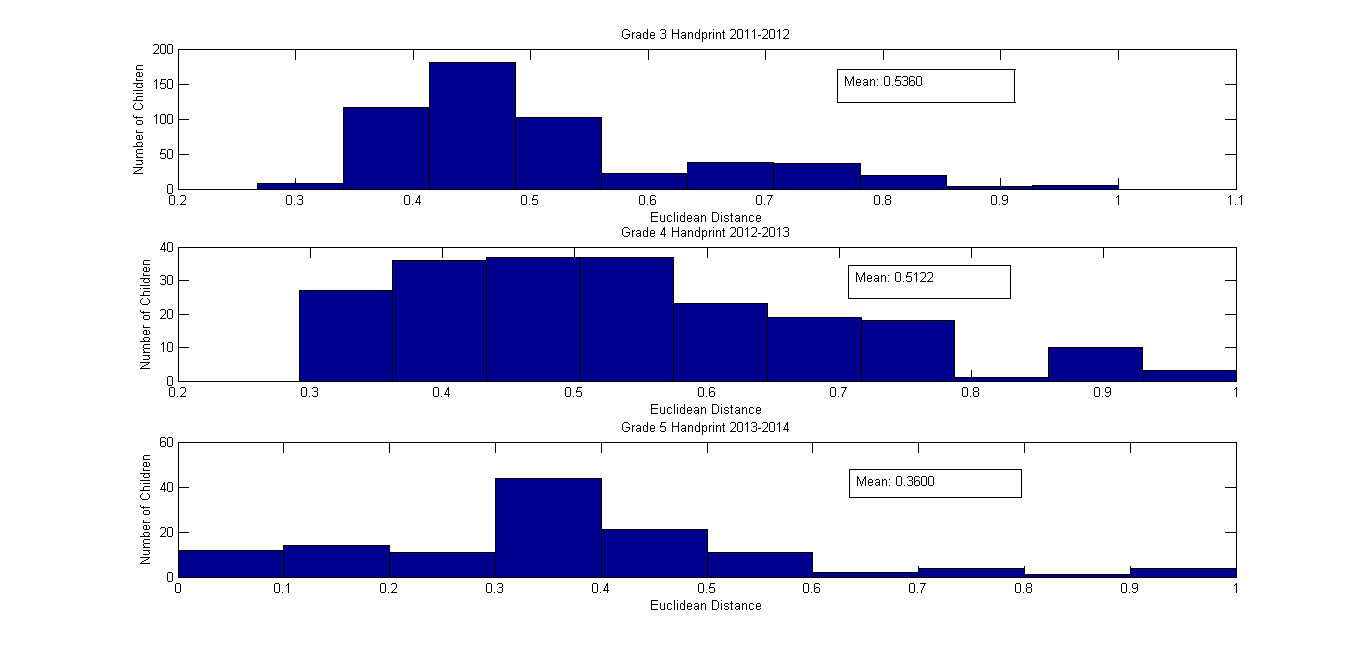 Grade 3 Handprint 2011-2012
200
150
100
50
0
Number of Children
Mean: 0.5360
0.2 0.3 0.4 0.5 0.6 0.7 0.8 0.9 1 1.1
Euclidean Distance
Grade 4 Handprint 2012-2013
40
30
20
10
0
Number of Children
Mean: 0.5122
0.2 0.3 0.4 0.5 0.6 0.7 0.8 0.9 1
Euclidean Distance
Grade 5 Handprint 2013-2014
60
40
20
0
Number of Children
Mean: 0.3600
0 0.1 0.2 0.3 0.4 0.5 0.6 0.7 0.8 0.9 1
Euclidean Distance